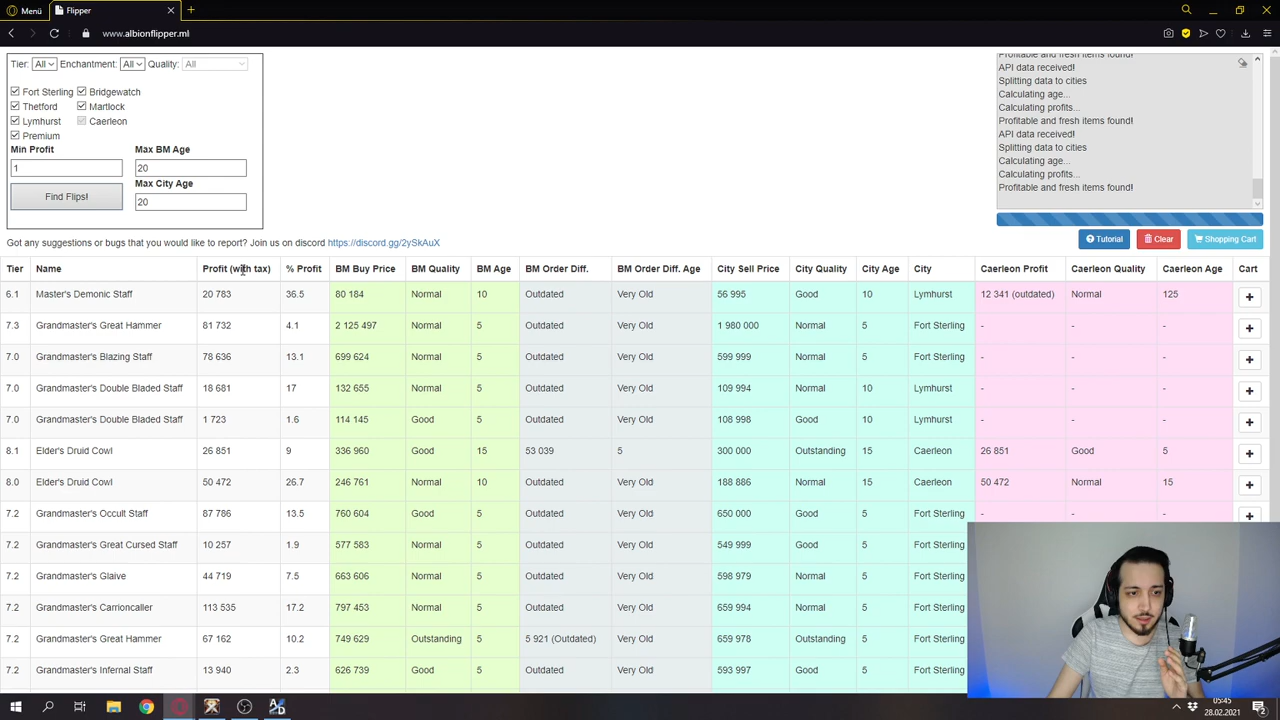 Menü Flipper
www.albionflipper.ml
Tier: All Enchantment: All Quality: All
Fort Sterling Bridgewatch
Thetford Martlock
Lymhurst Caerleon
Premium
Min Profit Max BM Age
1 20
Max City Age
Find Flips! 20
Profitable and fresh items found!
API data received!
Splitting data to cities
Calculating age...
Calculating profits...
Profitable and fresh items found!
API data received!
Splitting data to cities
Calculating age...
Calculating profits...
Profitable and fresh items found!
Got any suggestions or bugs that you would like to report? Join us on discord https://discord.gg/2ySkAuX
Tutorial Clear Shopping Cart
Tier Name Profit (with tax) % Profit BM Buy Price BM Quality BM Age BM Order Diff. BM Order Diff. Age City Sell Price City Quality City Age City Caerleon Profit Caerleon Quality Caerleon Age Cart
6.1 Master's Demonic Staff 20 783 36.5 80 184 Normal 10 Outdated Very Old 56 995 Good 10 Lymhurst 12 341 (outdated) Normal 125 +
7.3 Grandmaster's Great Hammer 81 732 4.1 2 125 497 Normal 5 Outdated Very Old 1 980 000 Normal 5 Fort Sterling - - - +
7.0 Grandmaster's Blazing Staff 78 636 13.1 699 624 Normal 5 Outdated Very Old 599 999 Normal 5 Fort Sterling - - - +
7.0 Grandmaster's Double Bladed Staff 18 681 17 132 655 Normal 5 Outdated Very Old 109 994 Normal 10 Lymhurst - - - +
7.0 Grandmaster's Double Bladed Staff 1 723 1.6 114 145 Good 5 Outdated Very Old 108 998 Good 10 Lymhurst - - - +
8.1 Elder's Druid Cowl 26 851 9 336 960 Good 15 53 039 5 300 000 Outstanding 15 Caerleon 26 851 Good 5 +
8.0 Elder's Druid Cowl 50 472 26.7 246 761 Normal 10 Outdated Very Old 188 886 Normal 15 Caerleon 50 472 Normal 15 +
7.2 Grandmaster's Occult Staff 87 786 13.5 760 604 Good 5 Outdated Very Old 650 000 Good 5 Fort Sterling - - - +
7.2 Grandmaster's Great Cursed Staff 10 257 1.9 577 583 Normal 5 Outdated Very Old 549 999 Good 5 Fort Sterling
7.2 Grandmaster's Glaive 44 719 7.5 663 606 Normal 5 Outdated Very Old 598 979 Normal 5 Fort Sterling
7.2 Grandmaster's Carrioncaller 113 535 17.2 797 453 Normal 5 Outdated Very Old 659 994 Normal 5 Fort Sterling
7.2 Grandmaster's Great Hammer 67 162 10.2 749 629 Outstanding 5 5 921 (Outdated) Very Old 659 978 Outstanding 5 Fort Sterling
7.2 Grandmaster's Infernal Staff 13 940 2.3 626 739 Good 5 Outdated Very Old 593 997 Good 5 Fort Sterling
05:45
28.02.2021